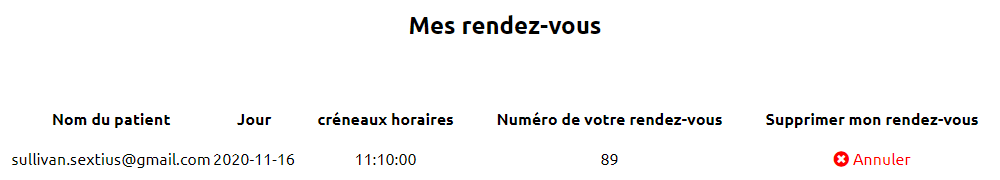 Mes rendez-vous
Nom du patient Jour créneaux horaires Numéro de votre rendez-vous Supprimer mon rendez-vous
sullivan.sextius@gmail.com 2020-11-16 11:10:00 89 Annuler